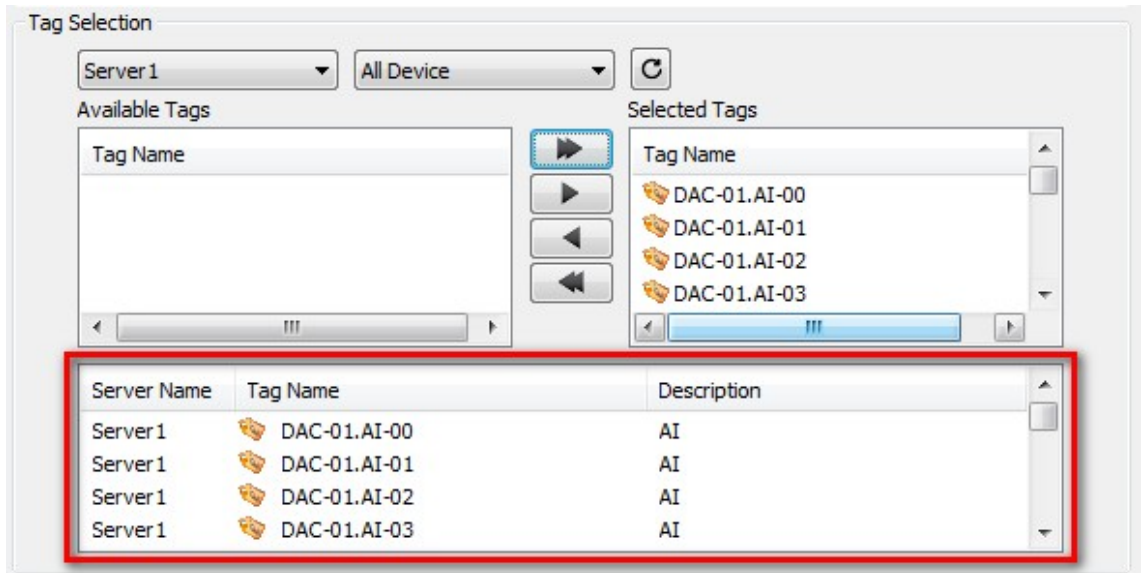 Tag Selection
Server1 All Device
Available Tags Selected Tags
Tag Name Tag Name
DAC-01.AI-00
DAC-01.AI-01
DAC-01.AI-02
DAC-01.AI-03
Server Name Tag Name Description
Server1 DAC-01.AI-00 AI
Server1 DAC-01.AI-01 AI
Server1 DAC-01.AI-02 AI
Server1 DAC-01.AI-03 AI